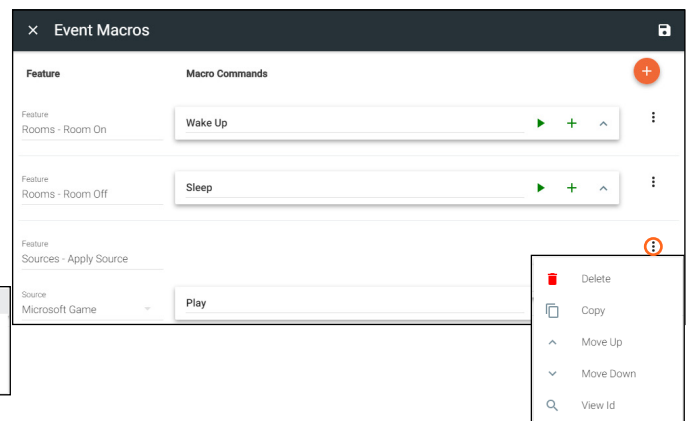 × Event Macros
Feature Macro Commands
Feature
Rooms - Room On
Wake Up
Feature
Rooms - Room Off
Sleep
Feature
Sources - Apply Source
Source
Microsoft Game
Play
Delete
Copy
Move Up
Move Down
View Id